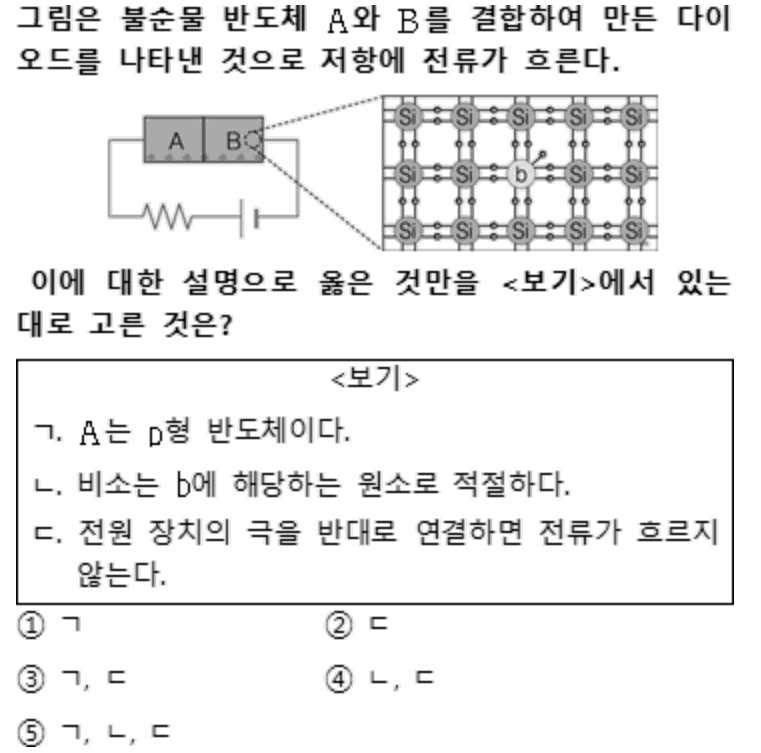 그림은 불순물 반도체 A와 B를 결합하여 만든 다이
오드를 나타낸 것으로 저항에 전류가 흐른다.
A B
Si Si Si Si Si
Si Si b Si Si
Si Si Si Si Si
이에 대한 설명으로 옳은 것만을 <보기>에서 있는
대로 고른 것은?
<보기>
ㄱ. A는 p형 반도체이다.
ㄴ. 비소는 b에 해당하는 원소로 적절하다.
ㄷ. 전원 장치의 극을 반대로 연결하면 전류가 흐르지
않는다.
① ㄱ ② ㄷ
③ ㄱ, ㄷ ④ ㄴ, ㄷ
⑤ ㄱ, ㄴ, ㄷ